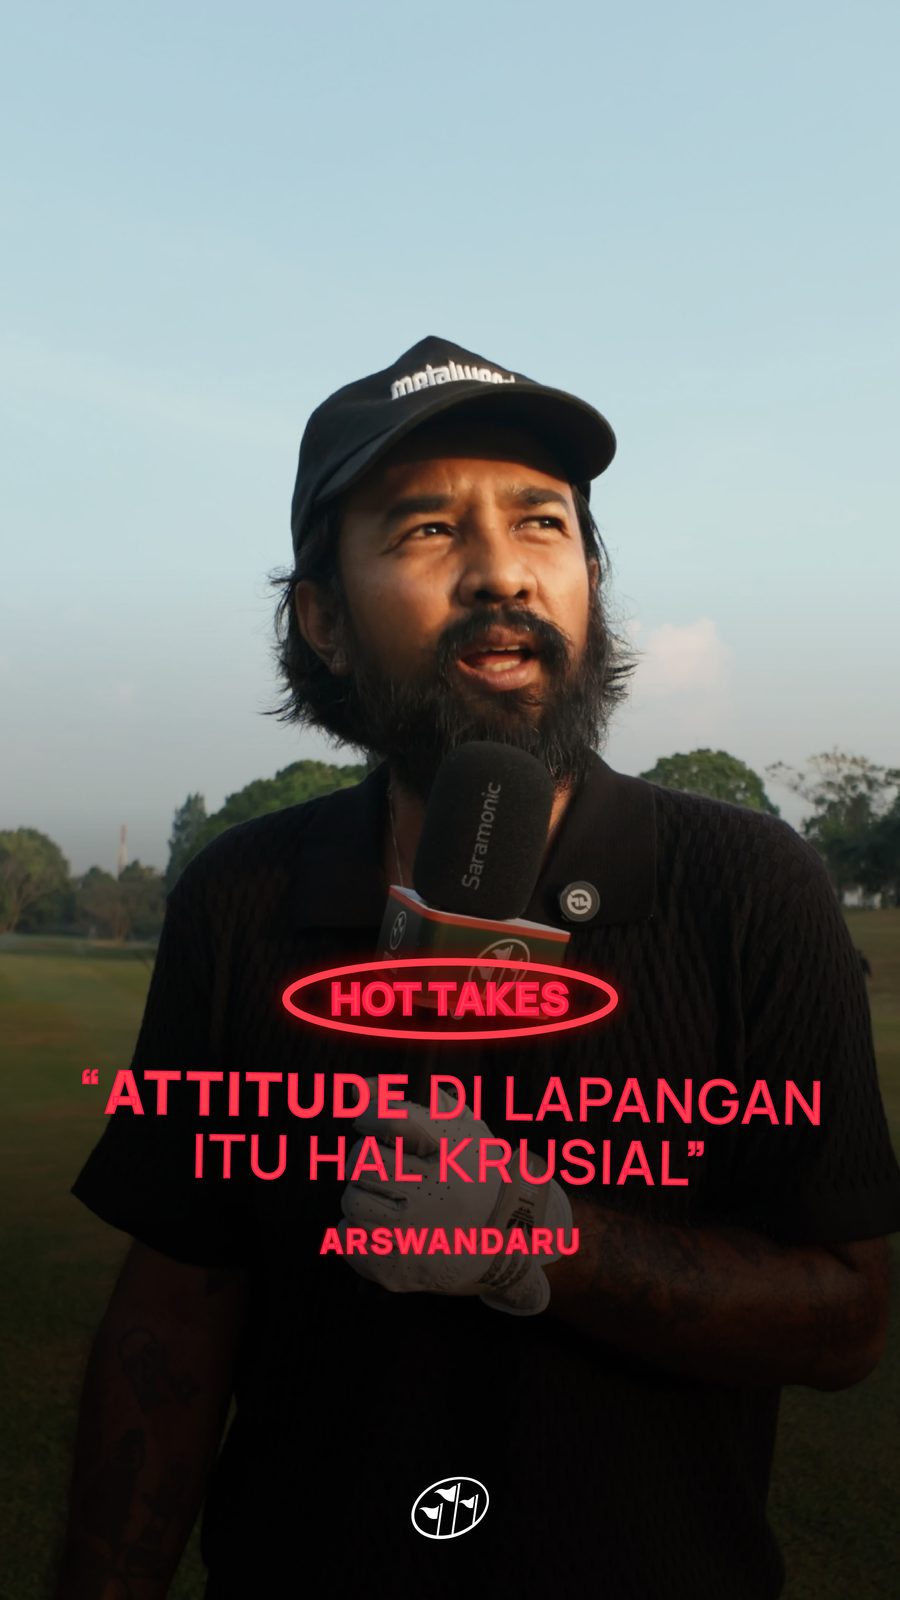 Saramonic
HOT TAKES
“ATTITUDE DI LAPANGAN
ITU HAL KRUSIAL”
ARSWANDARU